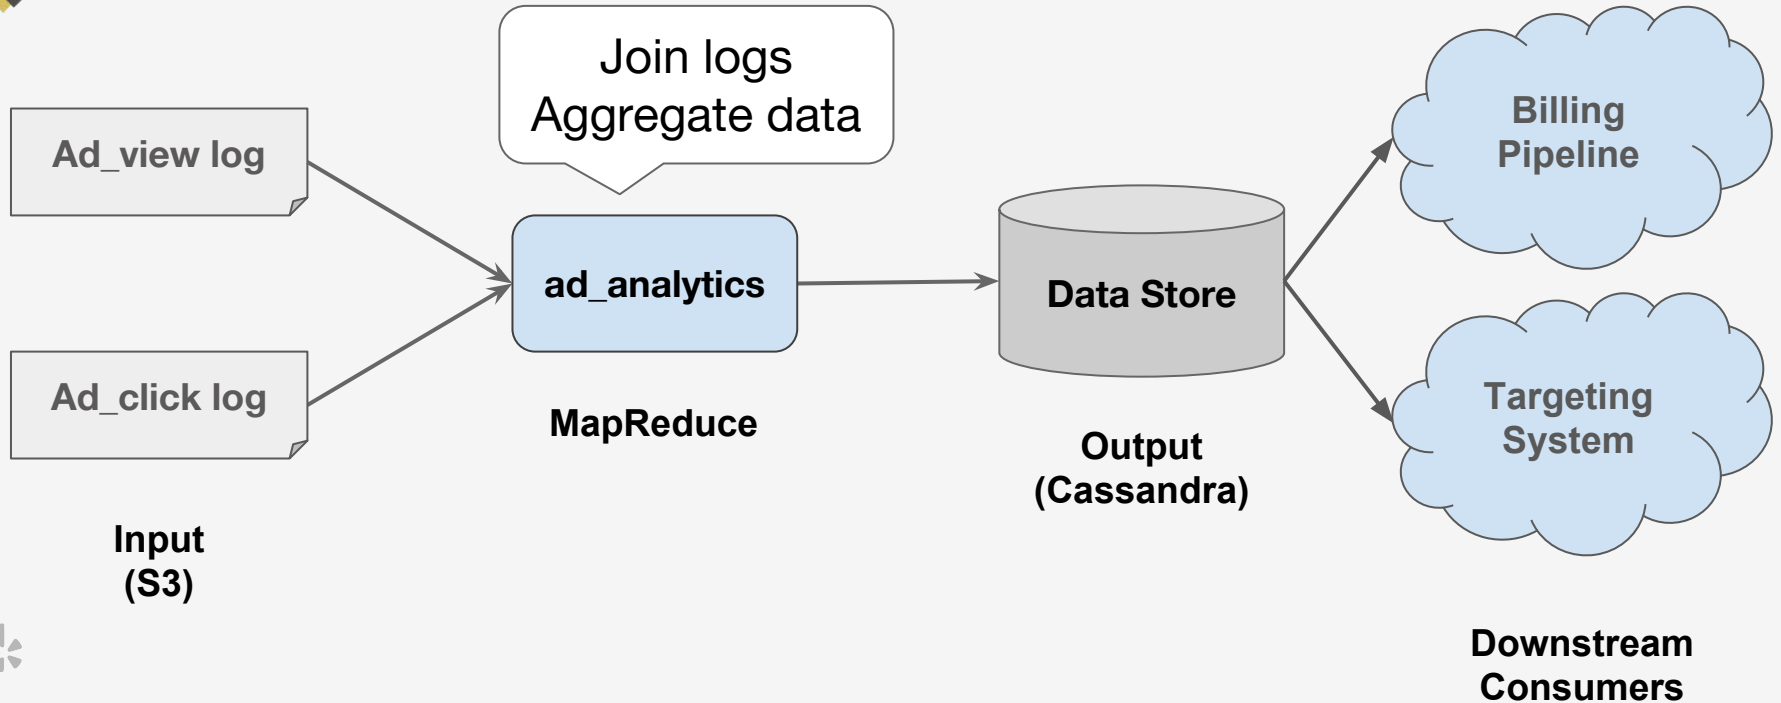 Join logs
Aggregate data
Ad_view log
Ad_click log
Input
(S3)
ad_analytics
MapReduce
Data Store
Output
(Cassandra)
Billing
Pipeline
Targeting
System
Downstream
Consumers